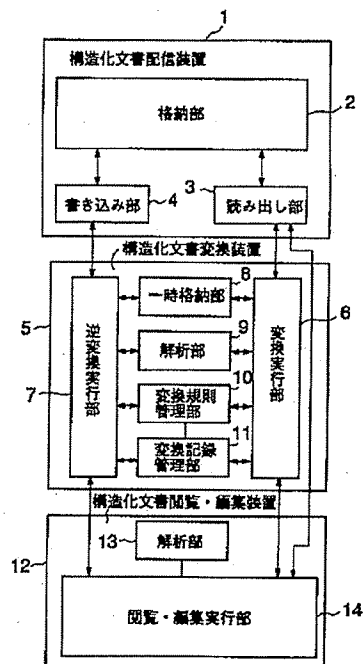 1
構造化文書配信装置
格納部
2
3
書き込み部
4
読み出し部
構造化文書変換装置
8
一時格納部
6
5
9
解析部
逆変換実行部
変換実行部
10
変換規則
管理部
7
11
変換記録
管理部
構造化文書閲覧・編集装置
13
解析部
12
閲覧・編集実行部
14